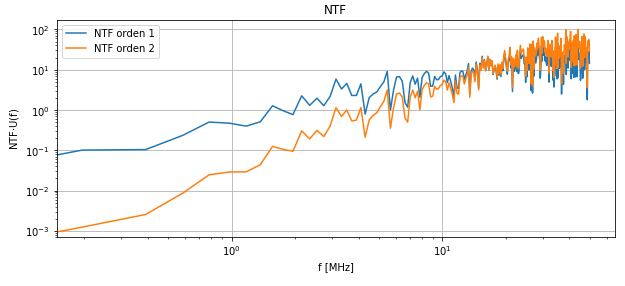 NTF
NTF orden 1
NTF orden 2
NTF·U(f)
10²
10¹
10⁰
10⁻¹
10⁻²
10⁻³
10⁰
10¹
f [MHz]